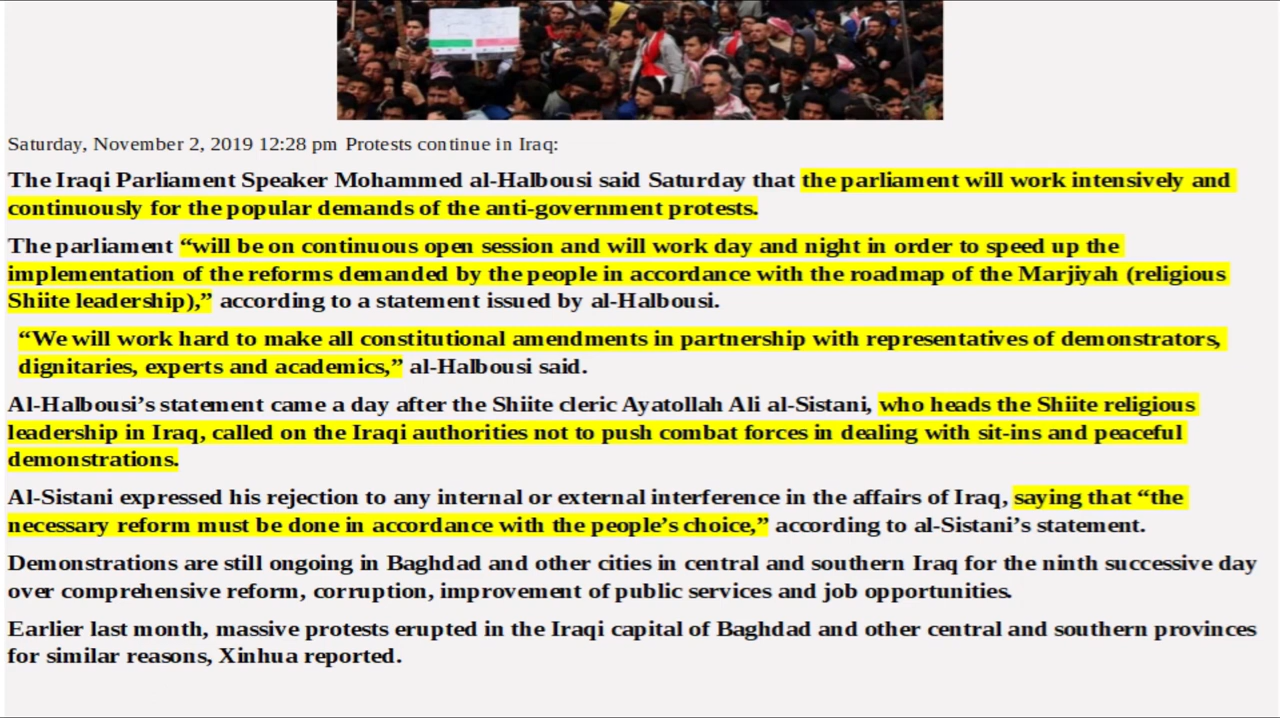 Saturday, November 2, 2019 12:28 pm Protests continue in Iraq:
The Iraqi Parliament Speaker Mohammed al-Halbousi said Saturday that the parliament will work intensively and
continuously for the popular demands of the anti-government protests.
The parliament “will be on continuous open session and will work day and night in order to speed up the
implementation of the reforms demanded by the people in accordance with the roadmap of the Marjiyah (religious
Shiite leadership),” according to a statement issued by al-Halbousi.
“We will work hard to make all constitutional amendments in partnership with representatives of demonstrators,
dignitaries, experts and academics,” al-Halbousi said.
Al-Halbousi’s statement came a day after the Shiite cleric Ayatollah Ali al-Sistani, who heads the Shiite religious
leadership in Iraq, called on the Iraqi authorities not to push combat forces in dealing with sit-ins and peaceful
demonstrations.
Al-Sistani expressed his rejection to any internal or external interference in the affairs of Iraq, saying that “the
necessary reform must be done in accordance with the people’s choice,” according to al-Sistani’s statement.
Demonstrations are still ongoing in Baghdad and other cities in central and southern Iraq for the ninth successive day
over comprehensive reform, corruption, improvement of public services and job opportunities.
Earlier last month, massive protests erupted in the Iraqi capital of Baghdad and other central and southern provinces
for similar reasons, Xinhua reported.